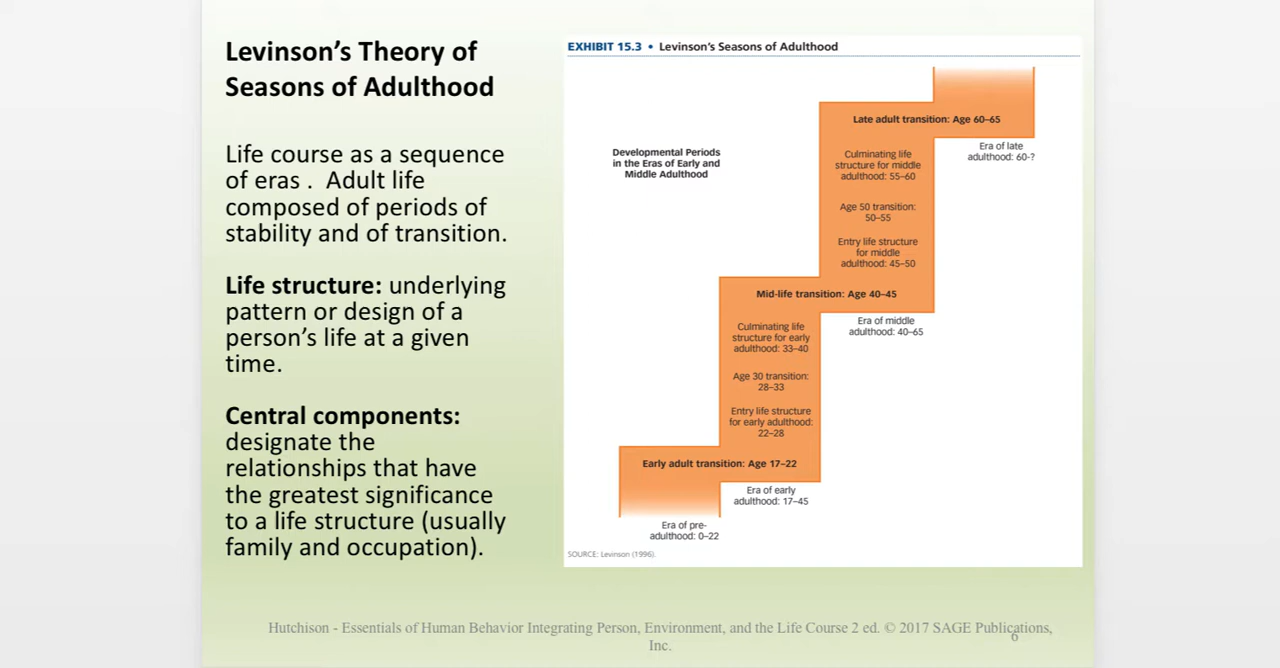 Levinson’s Theory of
Seasons of Adulthood
Life course as a sequence
of eras . Adult life
composed of periods of
stability and of transition.
Life structure: underlying
pattern or design of a
person’s life at a given
time.
Central components:
designate the
relationships that have
the greatest significance
to a life structure (usually
family and occupation).
EXHIBIT 15.3 • Levinson’s Seasons of Adulthood
Developmental Periods
in the Eras of Early and
Middle Adulthood
Late adult transition: Age 60–65
Era of late
adulthood: 60-?
Culminating life
structure for middle
adulthood: 55–60
Age 50 transition:
50–55
Entry life structure
for middle
adulthood: 45–50
Mid-life transition: Age 40–45
Era of middle
adulthood: 40–65
Culminating life
structure for early
adulthood: 33–40
Age 30 transition:
28–33
Entry life structure
for early adulthood:
22–28
Early adult transition: Age 17–22
Era of early
adulthood: 17–45
Era of pre-
adulthood: 0–22
SOURCE: Levinson (1996).
Hutchison - Essentials of Human Behavior Integrating Person, Environment, and the Life Course 2 ed. © 2017 SAGE Publications,
Inc.
6